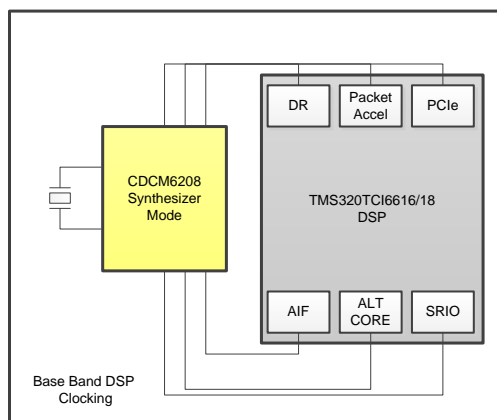 DR
Packet
Accel
PCIe
CDCM6208
Synthesizer
Mode
TMS320TCI6616/18
DSP
AIF
ALT
CORE
SRIO
Base Band DSP
Clocking